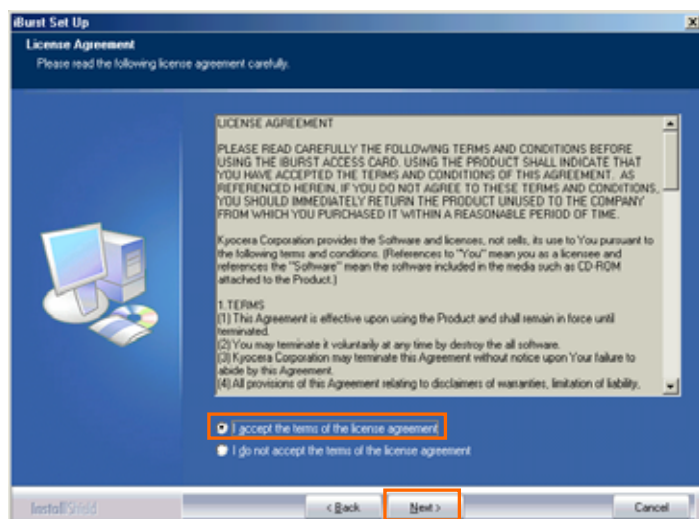 iBurst Set Up
License Agreement
Please read the following license agreement carefully.
LICENSE AGREEMENT
PLEASE READ CAREFULLY THE FOLLOWING TERMS AND CONDITIONS BEFORE
USING THE IBURST ACCESS CARD. USING THE PRODUCT SHALL INDICATE THAT
YOU HAVE ACCEPTED THE TERMS AND CONDITIONS OF THIS AGREEMENT. AS
REFERENCED HEREIN, IF YOU DO NOT AGREE TO THESE TERMS AND CONDITIONS,
YOU SHOULD IMMEDIATELY RETURN THE PRODUCT UNUSED TO THE COMPANY
FROM WHICH YOU PURCHASED IT WITHIN A REASONABLE PERIOD OF TIME.
Kyocera Corporation provides the Software and licenses, not sells, its use to You pursuant to
the following terms and conditions. (References to "You" mean you as a licensee and
references the "Software" mean the software included in the media such as CD-ROM
attached to the Product.)
1.TERMS
(1) This Agreement is effective upon using the Product and shall remain in force until
terminated.
(2) You may terminate it voluntarily at any time by destroy the all software.
(3) Kyocera Corporation may terminate this Agreement without notice upon Your failure to
abide by this Agreement.
(4) All provisions of this Agreement relating to disclaimers of warranties, limitation of liability,
I accept the terms of the license agreement
I do not accept the terms of the license agreement
InstallShield
< Back
Next >
Cancel